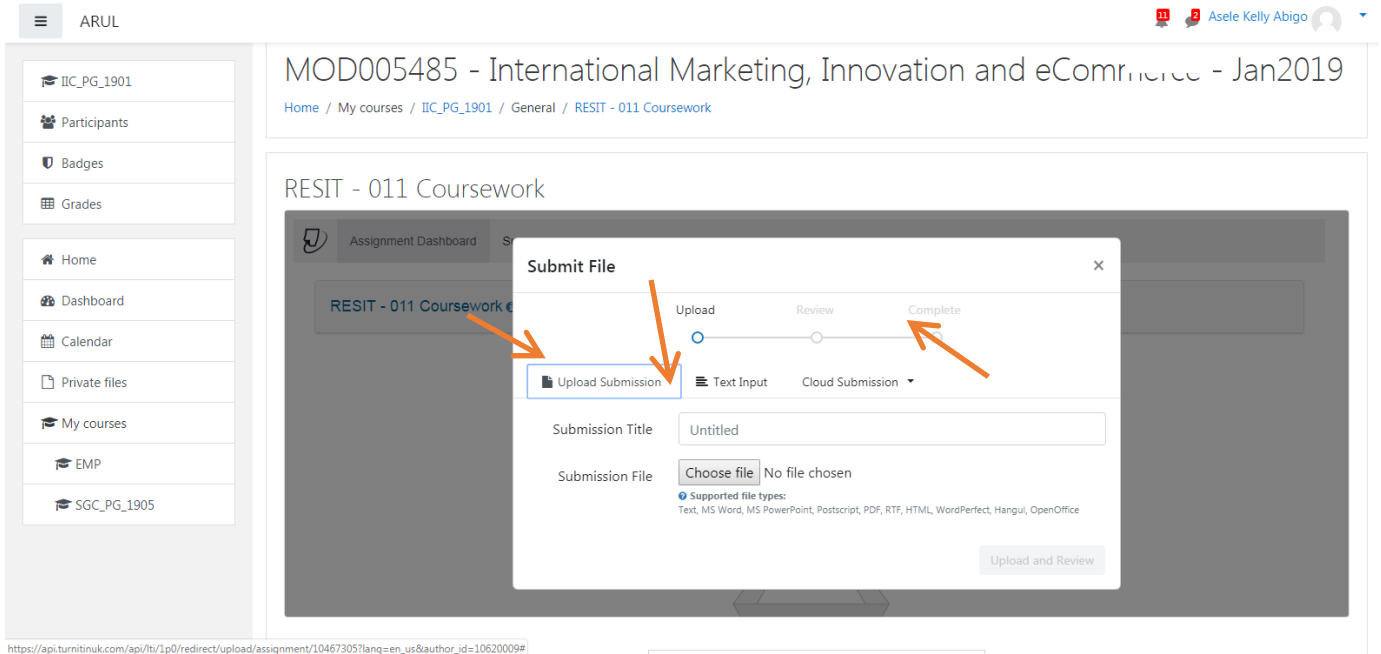 ARUL
11
2
Asele Kelly Abigo
IIC_PG_1901
Participants
Badges
Grades
Home
Dashboard
Calendar
Private files
My courses
EMP
SGC_PG_1905
MOD005485 - International Marketing, Innovation and eCommerce - Jan2019
Home / My courses / IIC_PG_1901 / General / RESIT - 011 Coursework
RESIT - 011 Coursework
Assignment Dashboard
RESIT - 011 Coursework
Submit File
×
Upload Review Complete
Upload Submission Text Input Cloud Submission
Submission Title Untitled
Submission File Choose file No file chosen
Supported file types:
Text, MS Word, MS PowerPoint, Postscript, PDF, RTF, HTML, WordPerfect, Hangul, OpenOffice
Upload and Review
https://api.turnitinuk.com/api/lti/1p0/redirect/upload/assignment/10467305?lang=en_us&author_id=10620009#